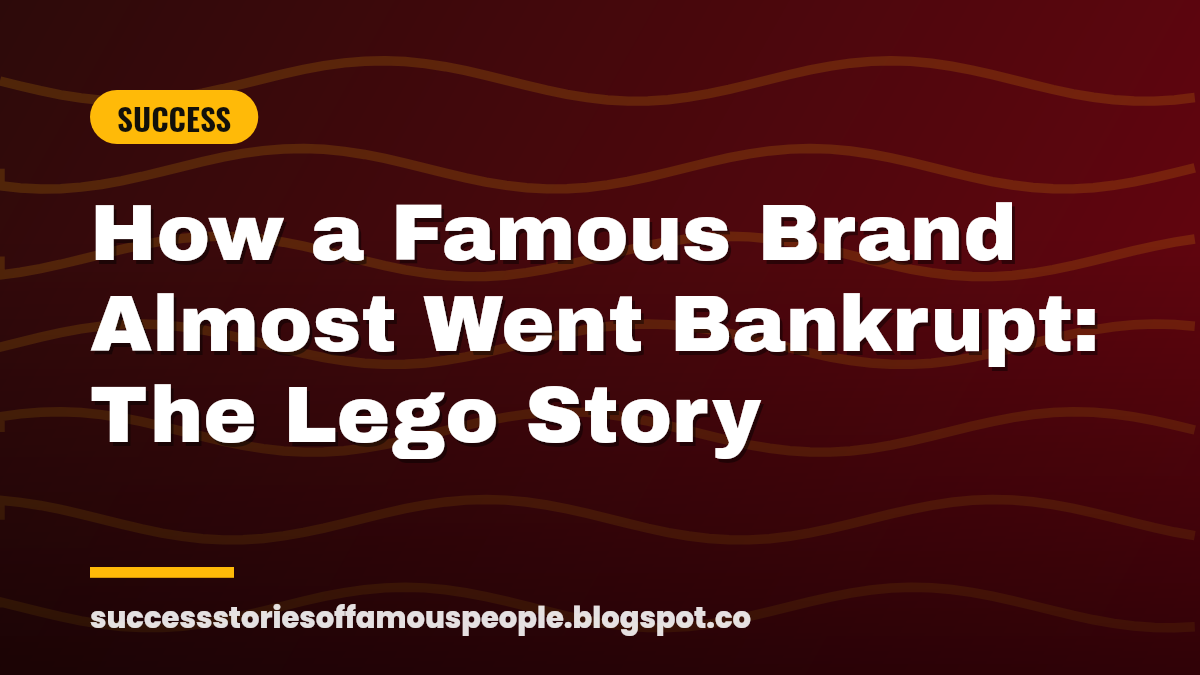 SUCCESS
How a Famous Brand
Almost Went Bankrupt:
The Lego Story
successstoriesoffamouspeople.blogspot.co